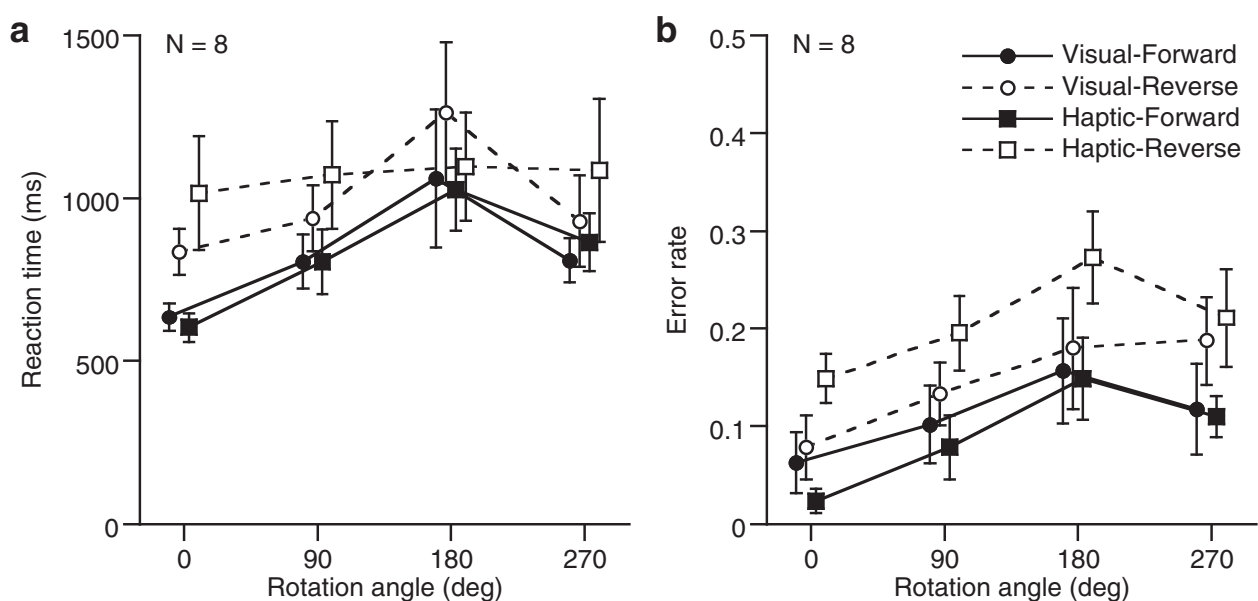 a
N = 8
Reaction time (ms)
1500
1000
500
0
0 90 180 270
Rotation angle (deg)
b
N = 8
Visual-Forward
Visual-Reverse
Haptic-Forward
Haptic-Reverse
Error rate
0.5
0.4
0.3
0.2
0.1
0
0 90 180 270
Rotation angle (deg)